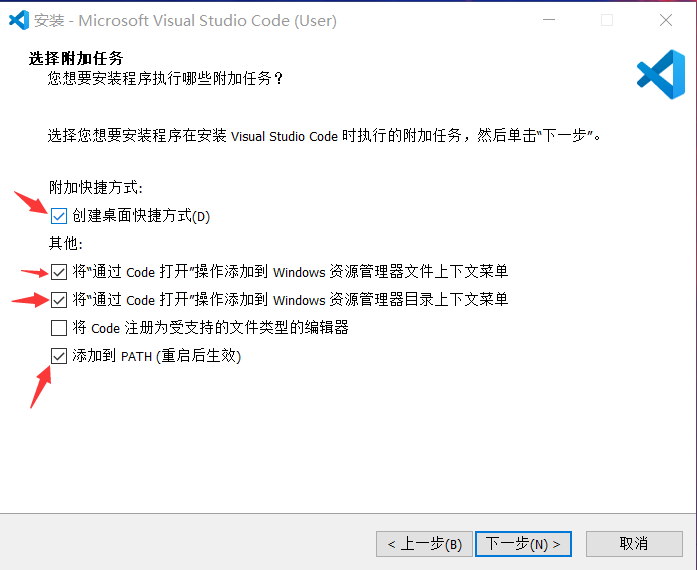 安装 - Microsoft Visual Studio Code (User)
选择附加任务
您想要安装程序执行哪些附加任务？
选择您想要安装程序在安装 Visual Studio Code 时执行的附加任务，然后单击“下一步”。
附加快捷方式:
创建桌面快捷方式(D)
其他:
将“通过 Code 打开”操作添加到 Windows 资源管理器文件上下文菜单
将“通过 Code 打开”操作添加到 Windows 资源管理器目录上下文菜单
将 Code 注册为受支持的文件类型的编辑器
添加到 PATH (重启后生效)
< 上一步(B) 下一步(N) > 取消